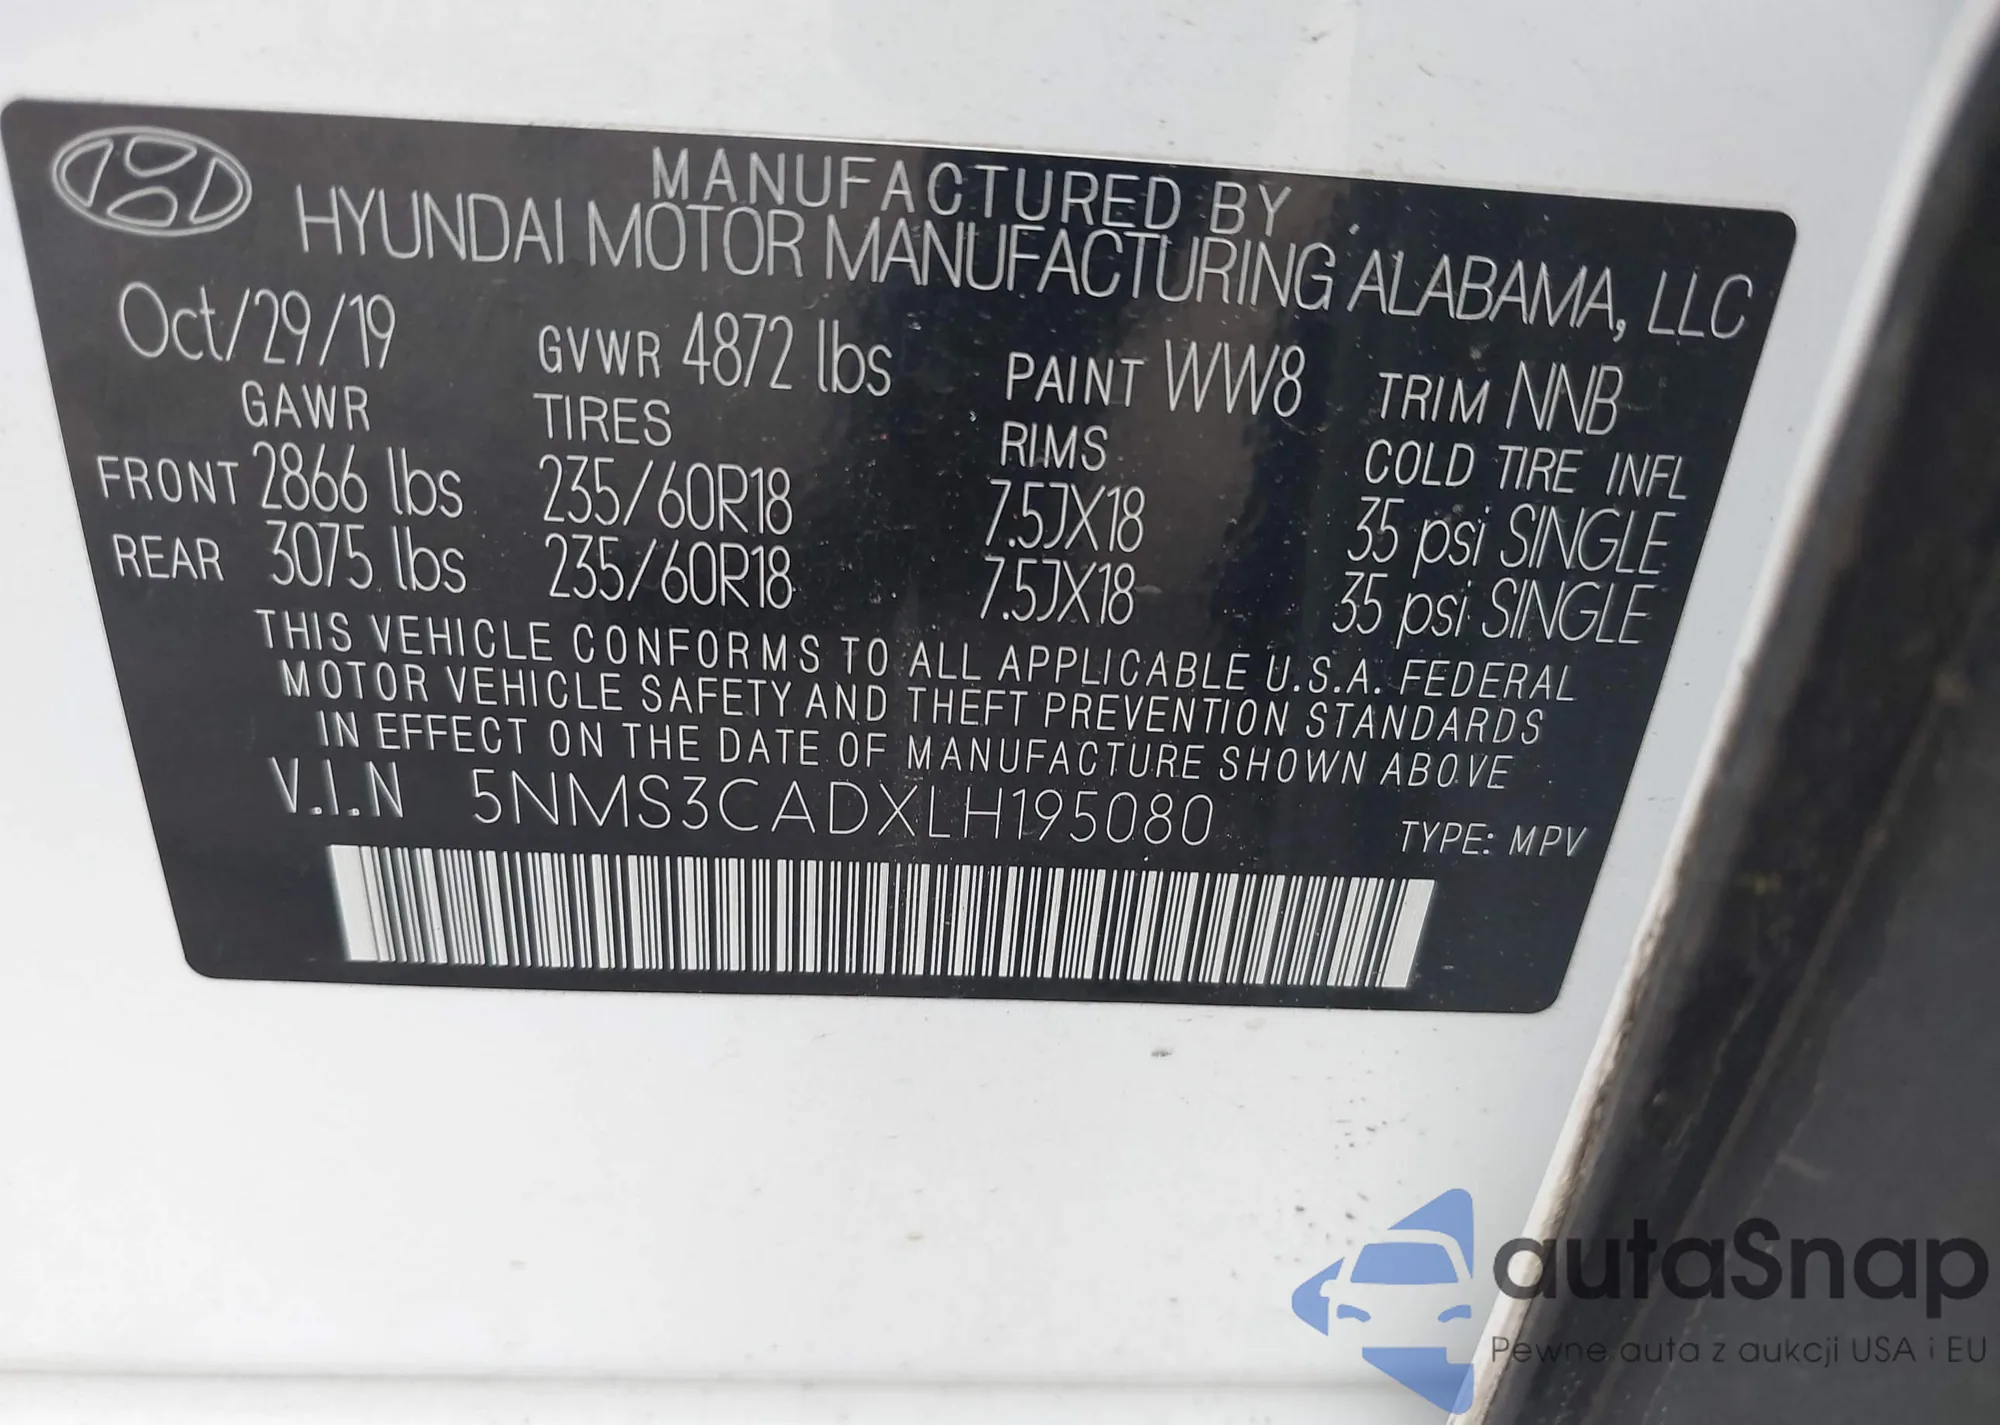 MANUFACTURED BY
HYUNDAI MOTOR MANUFACTURING ALABAMA, LLC
Oct/29/19 GVWR 4872 lbs PAINT WW8 TRIM NNB
GAWR TIRES RIMS COLD TIRE INFL
FRONT 2866 lbs 235/60R18 7.5JX18 35 psi SINGLE
REAR 3075 lbs 235/60R18 7.5JX18 35 psi SINGLE
THIS VEHICLE CONFORMS TO ALL APPLICABLE U.S.A. FEDERAL
MOTOR VEHICLE SAFETY AND THEFT PREVENTION STANDARDS
IN EFFECT ON THE DATE OF MANUFACTURE SHOWN ABOVE
V.I.N 5NMS3CADXLH195080 TYPE: MPV
autaSnap
Pewne auta z aukcji USA i EU